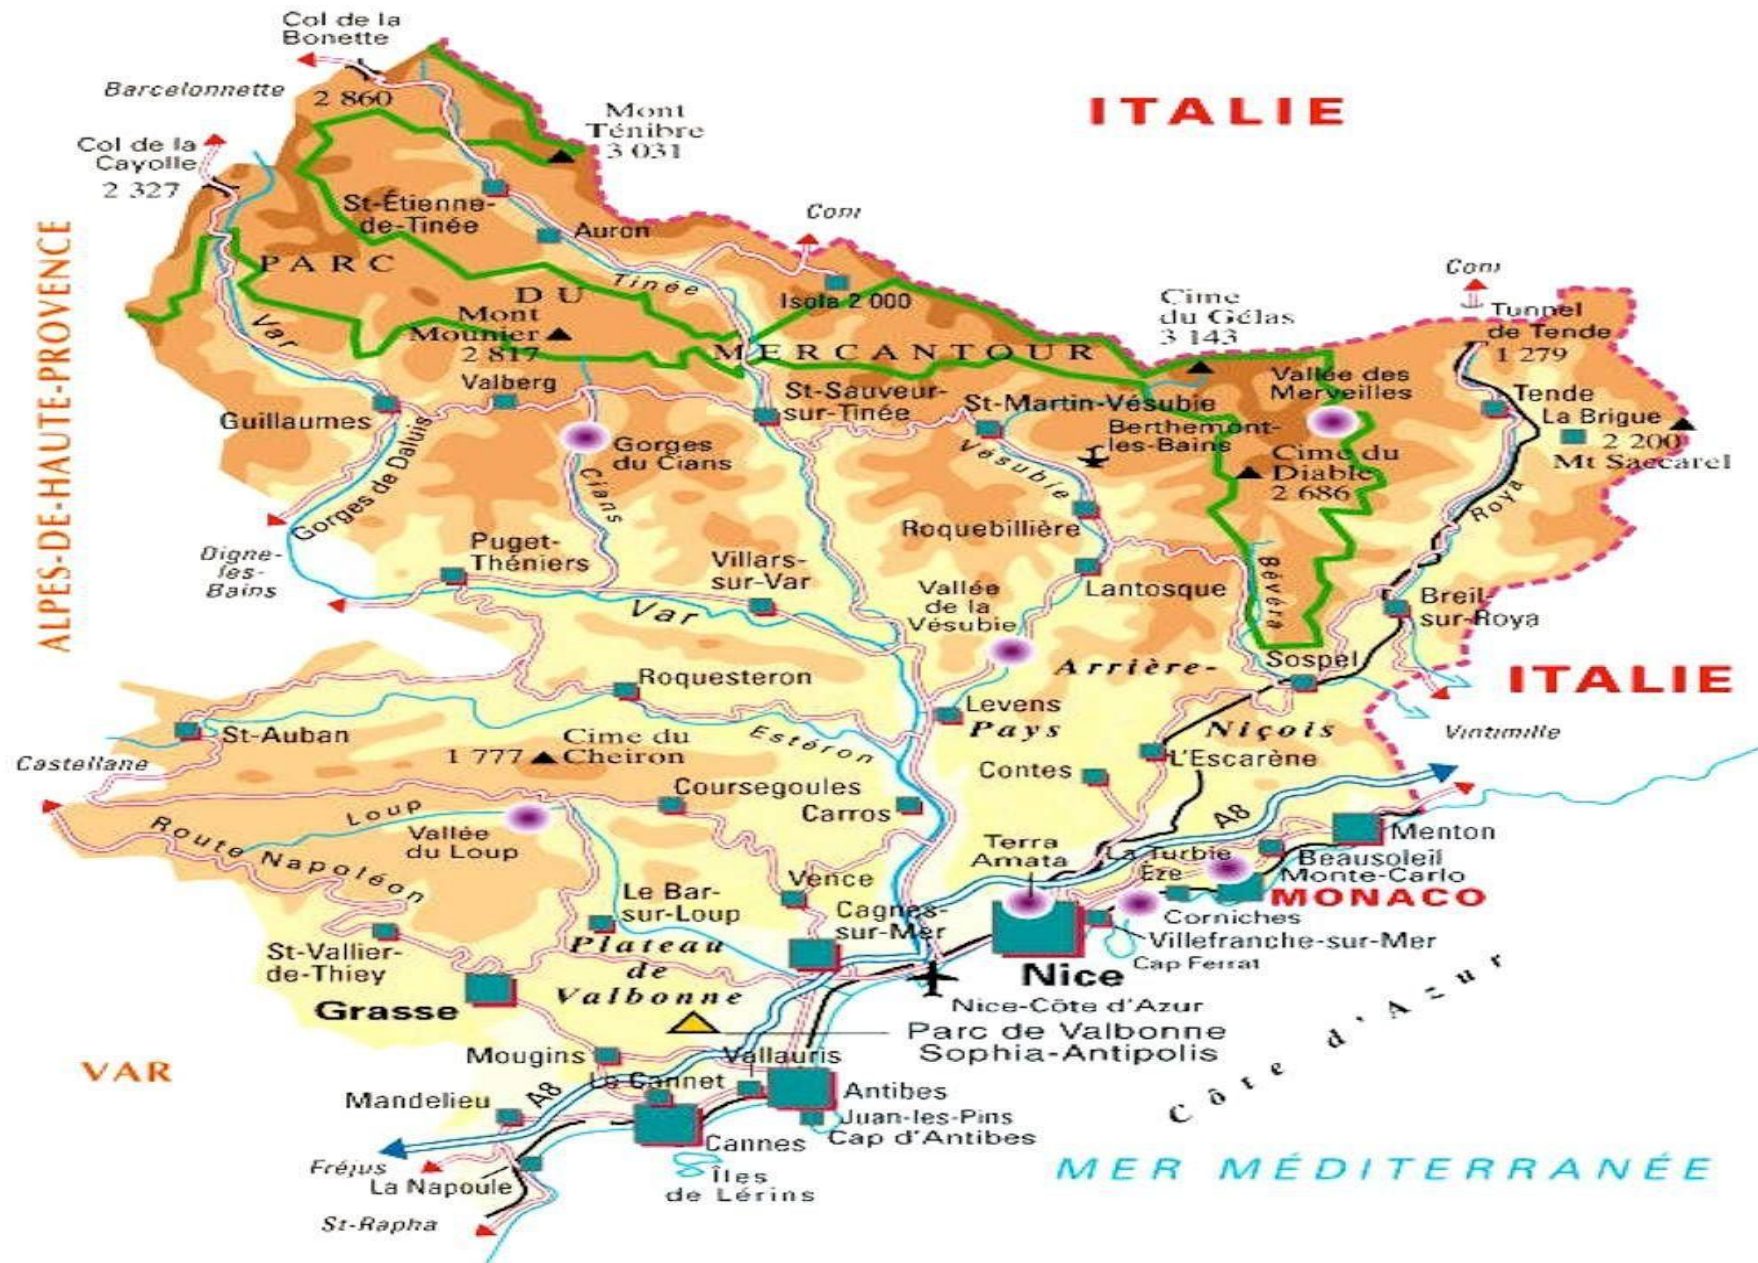 Col de la
Bonette
Barcelonnette
2 860
Mont
Ténibre
3 031
ITALIE
Col de la
Cayolle
2 327
St-Étienne-
de-Tinée
Auron
Com
PARC
DU
Tinée
Isola 2 000
Com
Cime
du Gélas
3 143
Tunnel
de Tende
1 279
ALPES-DE-HAUTE-PROVENCE
Var
Mont
Mounier
2 817
MERCANTOUR
Valberg
Guillaumes
St-Sauveur-
sur-Tinée
St-Martin-Vésubie
Berthemont-
les-Bains
Vallée des
Merveilles
Tende
La Brigue
2 200
Mt Saccarel
Gorges de Daluis
Gorges
du Cians
Cians
Vésubie
Cime du
Diable
2 686
Roya
Roquebillière
Digne-
les-
Bains
Puget-
Théniers
Villars-
sur-Var
Vallée
de la
Vésubie
Lantosque
Bévéra
Breil-
sur-Roya
Var
Roquesteron
Arrière-
Sospel
ITALIE
Levens
Pays
Niçois
Vintimille
St-Auban
Estéron
Castellane
1 777
Cime du
Cheiron
Contes
L'Escarène
Coursegoules
Carros
Loup
Route Napoléon
Vallée
du Loup
A8
Menton
Terra
Amata
La Turbie
Èze
Beausoleil
Monte-Carlo
MONACO
Vence
Le Bar-
sur-Loup
Cagnes-
sur-Mer
Corniches
Villefranche-sur-Mer
Cap Ferrat
St-Vallier-
de-Thiey
Plateau
de
Valbonne
Nice
Grasse
Nice-Côte d'Azur
Parc de Valbonne
Sophia-Antipolis
Côte d'Azur
VAR
Mougins
Vallauris
Le Cannet
Mandelieu
A8
Antibes
Juan-les-Pins
Cap d'Antibes
Cannes
Fréjus
La Napoule
Îles
de Lérins
MER MÉDITERRANÉE
St-Rapha